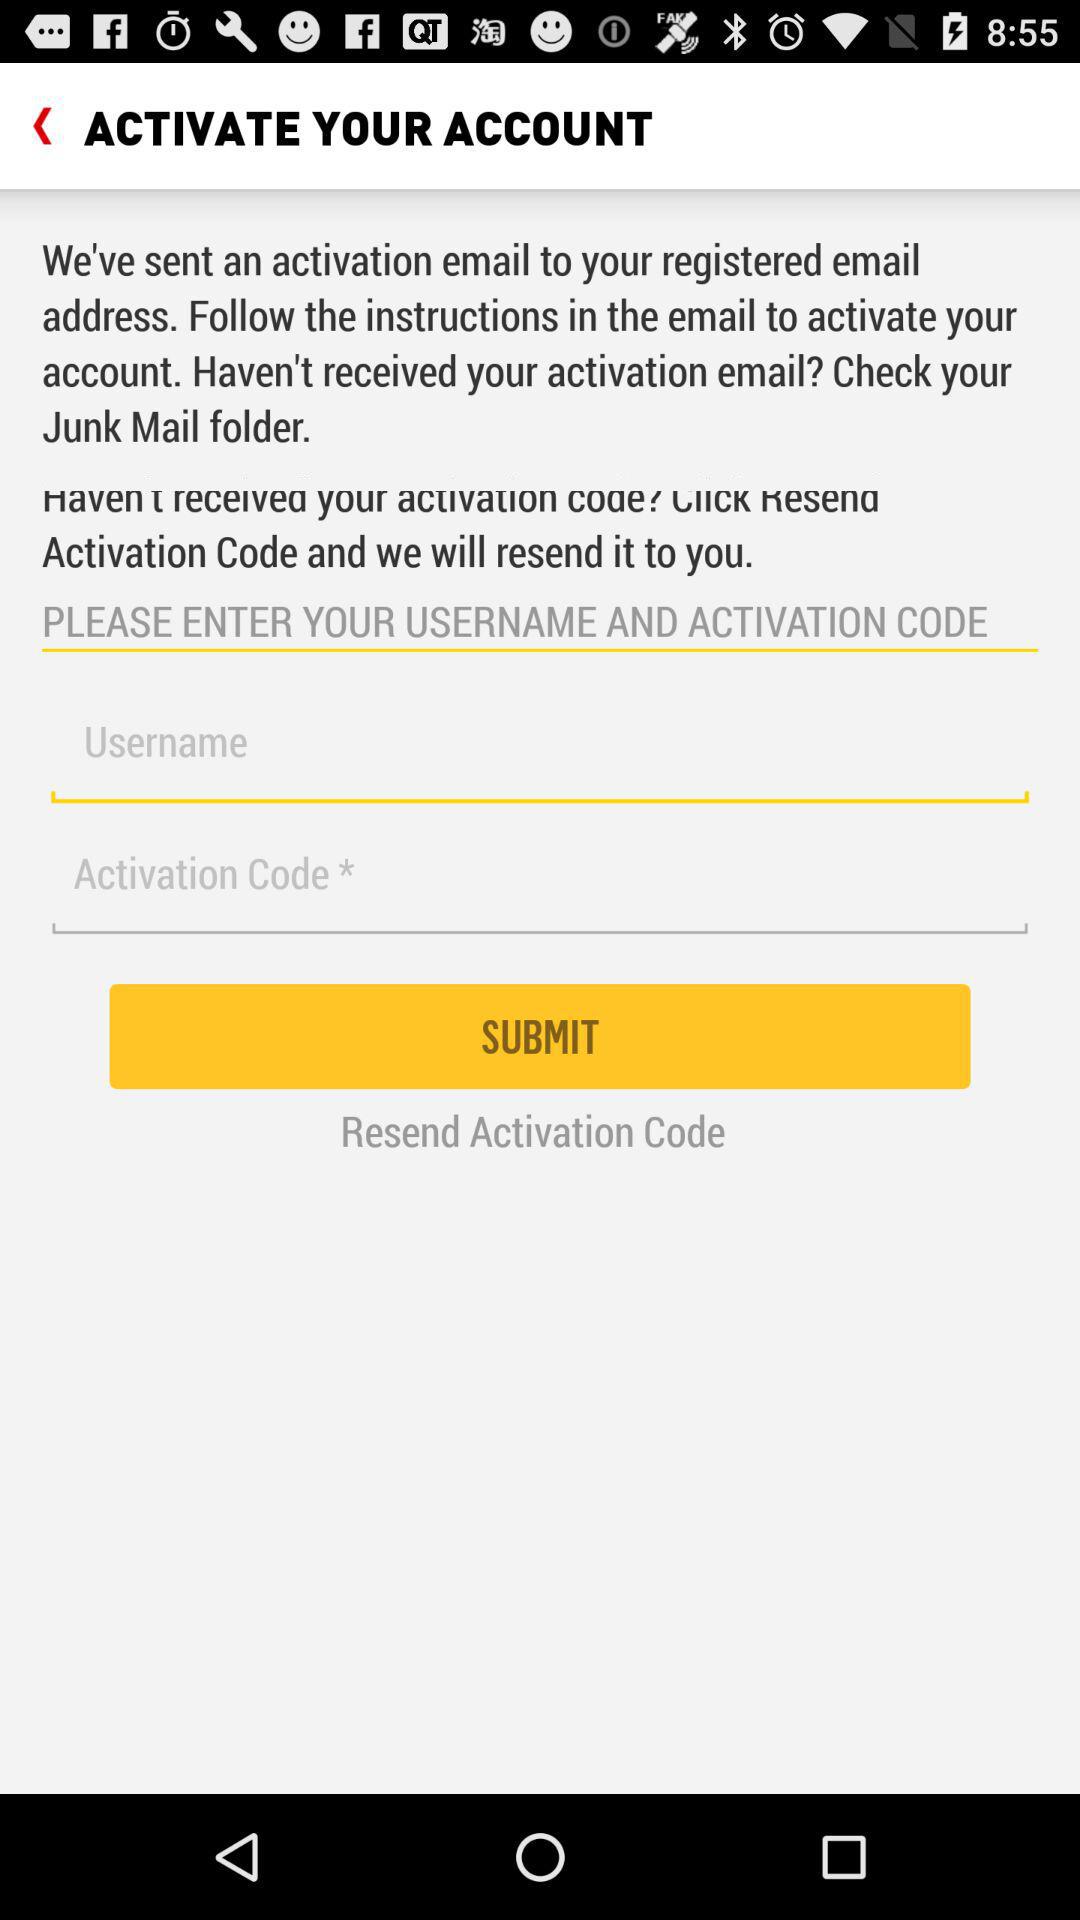 QT 淘 FAKE 8:55
ACTIVATE YOUR ACCOUNT
We've sent an activation email to your registered email
address. Follow the instructions in the email to activate your
account. Haven't received your activation email? Check your
Junk Mail folder.
Haven't received your activation code? Click Resend
Activation Code and we will resend it to you.
PLEASE ENTER YOUR USERNAME AND ACTIVATION CODE
Username
Activation Code *
SUBMIT
Resend Activation Code